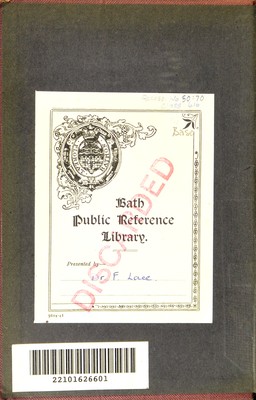 Bath
Public Reference
Library.
DISCARDED
Presented by
Dr. F. Lace.
22101626601